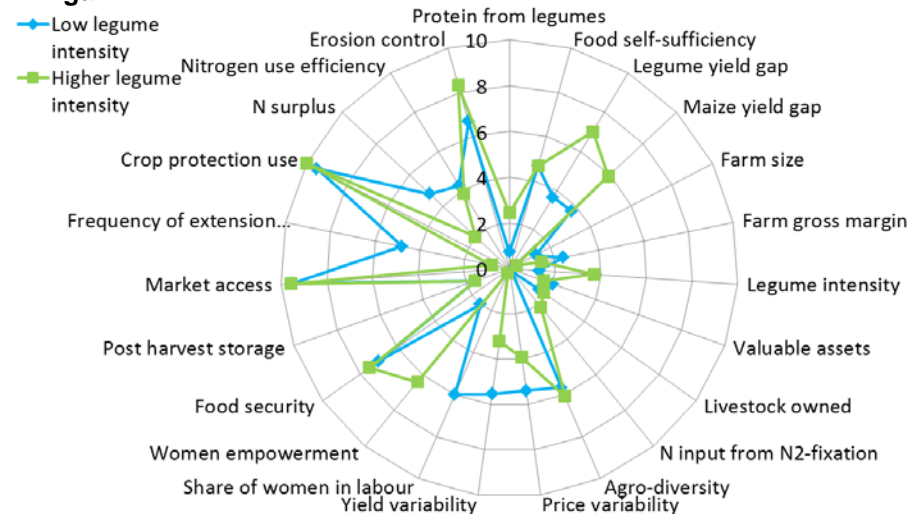 Low legume
intensity
Higher legume
intensity
Protein from legumes
Food self-sufficiency
Legume yield gap
Maize yield gap
Farm size
Farm gross margin
Legume intensity
Valuable assets
Livestock owned
N input from N2-fixation
Agro-diversity
Price variability
Yield variability
Share of women in labour
Women empowerment
Food security
Post harvest storage
Market access
Frequency of extension...
Crop protection use
N surplus
Nitrogen use efficiency
Erosion control
10
8
6
4
2
0